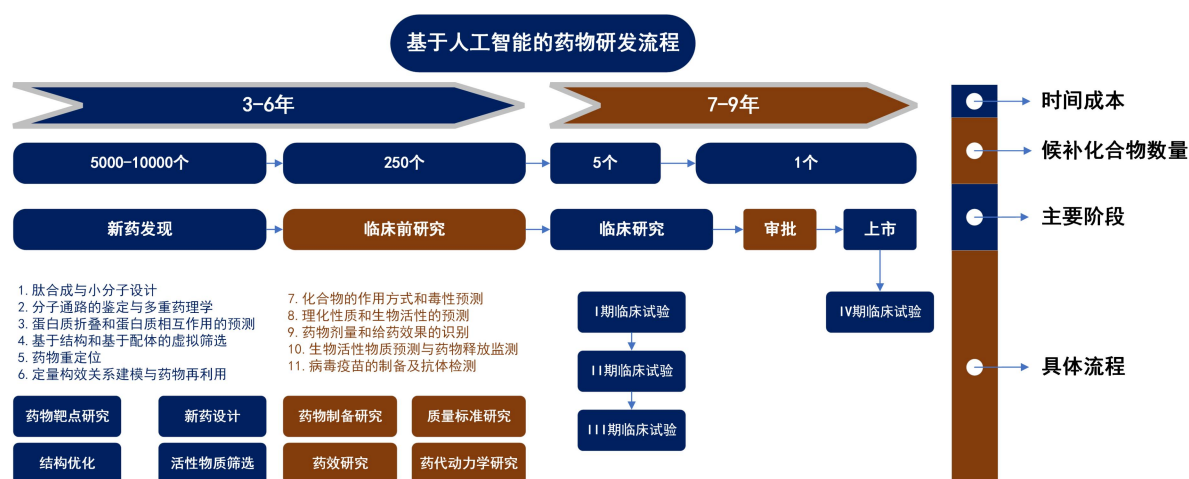 基于人工智能的药物研发流程
3-6年
7-9年
时间成本
5000-10000个
250个
5个
1个
候补化合物数量
新药发现
临床前研究
临床研究
审批
上市
主要阶段
1. 肽合成与小分子设计
2. 分子通路的鉴定与多重药理学
3. 蛋白质折叠和蛋白质相互作用的预测
4. 基于结构和基于配体的虚拟筛选
5. 药物重定位
6. 定量构效关系建模与药物再利用
7. 化合物的作用方式和毒性预测
8. 理化性质和生物活性的预测
9. 药物剂量和给药效果的识别
10. 生物活性物质预测与药物释放监测
11. 病毒疫苗的制备及抗体检测
I期临床试验
II期临床试验
III期临床试验
IV期临床试验
具体流程
药物靶点研究
新药设计
药物制备研究
质量标准研究
结构优化
活性物质筛选
药效研究
药代动力学研究